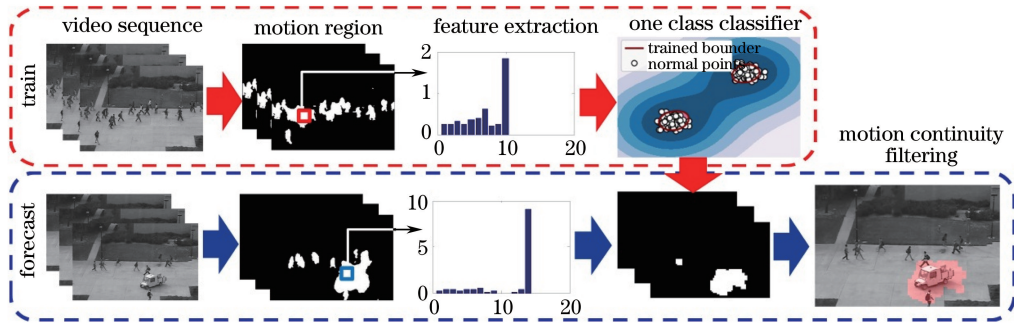 video sequence
motion region
feature extraction
one class classifier
train
2
1
0
0 10 20
trained bounder
normal points
motion continuity
filtering
forecast
10
5
0
0 10 20